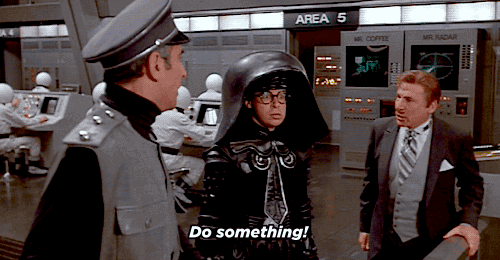 AREA 5
MR. COFFEE
MR. RADAR
Do something!